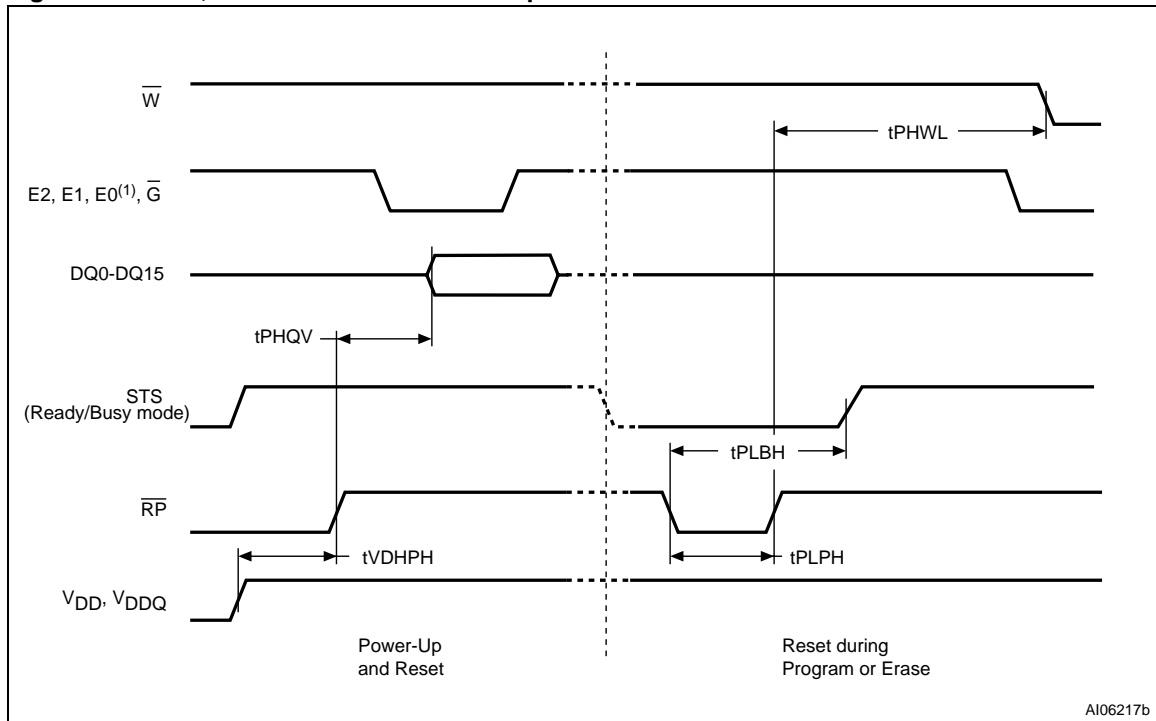 W̅
tPHWL
E2, E1, E0(1), G̅
DQ0-DQ15
tPHQV
STS
(Ready/Busy mode)
tPLBH
R̅P̅
tVDHPH
tPLPH
VDD, VDDQ
Power-Up
and Reset
Reset during
Program or Erase
AI06217b